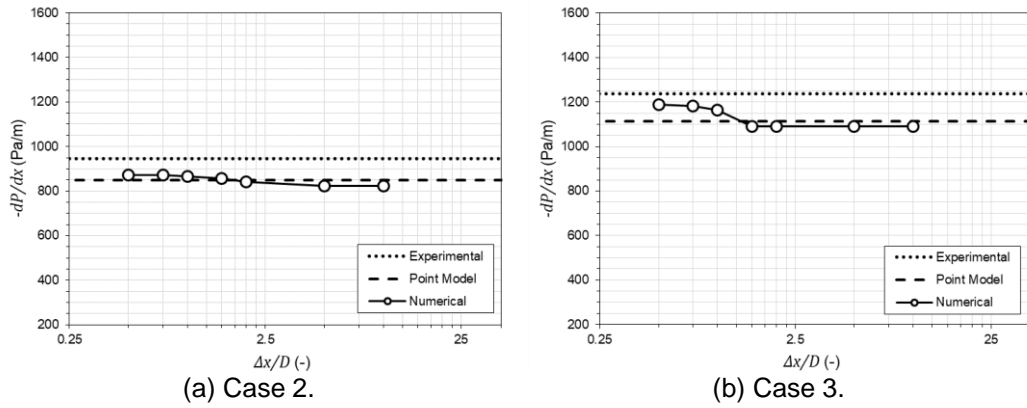 1600
1400
1200
1000
800
600
400
200
-dP/dx (Pa/m)
Experimental
Point Model
Numerical
0.25
2.5
25
Δx/D (-)
(a) Case 2.
1600
1400
1200
1000
800
600
400
200
-dP/dx (Pa/m)
Experimental
Point Model
Numerical
0.25
2.5
25
Δx/D (-)
(b) Case 3.